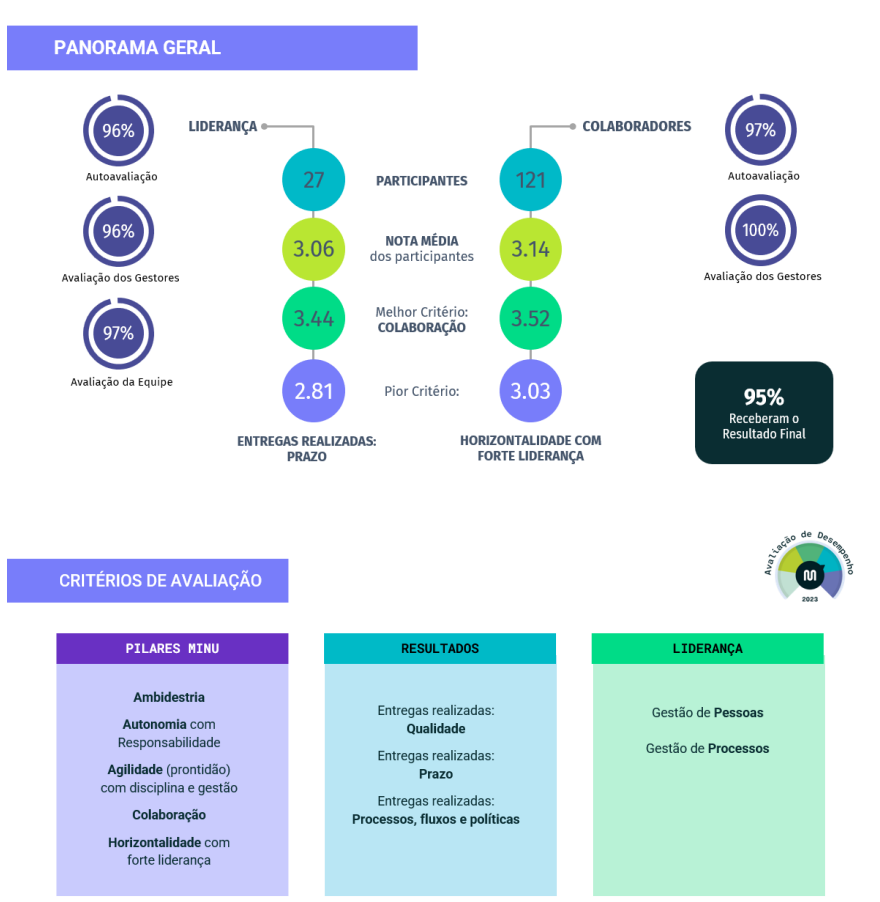 PANORAMA GERAL
96%
Autoavaliação
96%
Avaliação dos Gestores
97%
Avaliação da Equipe
LIDERANÇA
COLABORADORES
27
PARTICIPANTES
121
3.06
NOTA MÉDIA
dos participantes
3.14
3.44
Melhor Critério:
COLABORAÇÃO
3.52
2.81
Pior Critério:
3.03
ENTREGAS REALIZADAS:
PRAZO
HORIZONTALIDADE COM
FORTE LIDERANÇA
97%
Autoavaliação
100%
Avaliação dos Gestores
95%
Receberam o
Resultado Final
Avaliação de Desempenho
2023
CRITÉRIOS DE AVALIAÇÃO
PILARES MINU
Ambidestria
Autonomia com
Responsabilidade
Agilidade (prontidão)
com disciplina e gestão
Colaboração
Horizontalidade com
forte liderança
RESULTADOS
Entregas realizadas:
Qualidade
Entregas realizadas:
Prazo
Entregas realizadas:
Processos, fluxos e políticas
LIDERANÇA
Gestão de Pessoas
Gestão de Processos